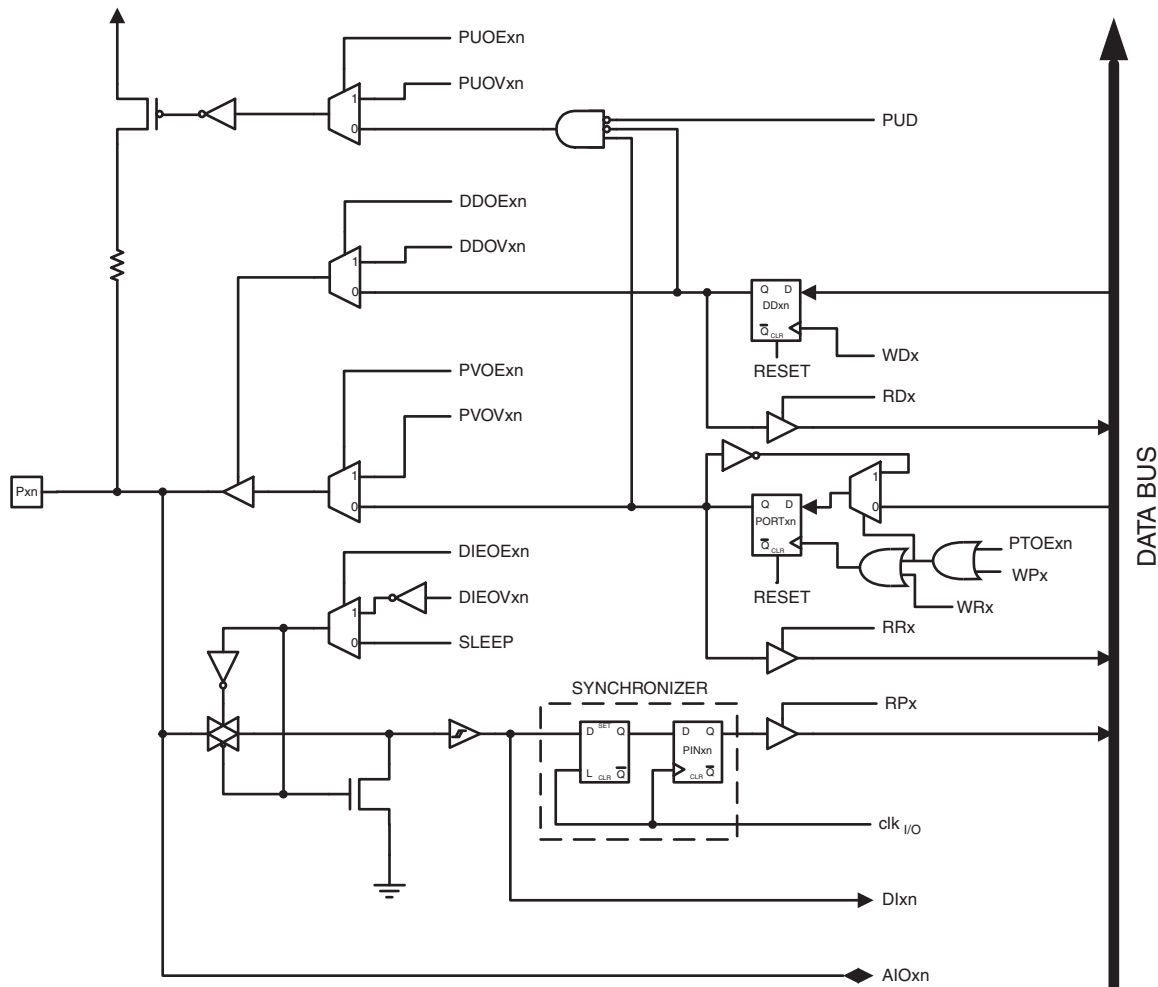 PUOExn
PUOVxn
1
0
PUD
DDOExn
DDOVxn
1
0
Q D
DDxn
Q CLR
WDx
RESET
RDx
PVOExn
PVOVxn
1
0
Pxn
1
0
Q D
PORTxn
Q CLR
PTOExn
WPx
RESET
WRx
DATA BUS
DIEOExn
DIEOVxn
1
0
SLEEP
RRx
SYNCHRONIZER
RPx
D SET Q
L CLR Q
D Q
PINxn
CLR Q
clk I/O
DIxn
AIOxn